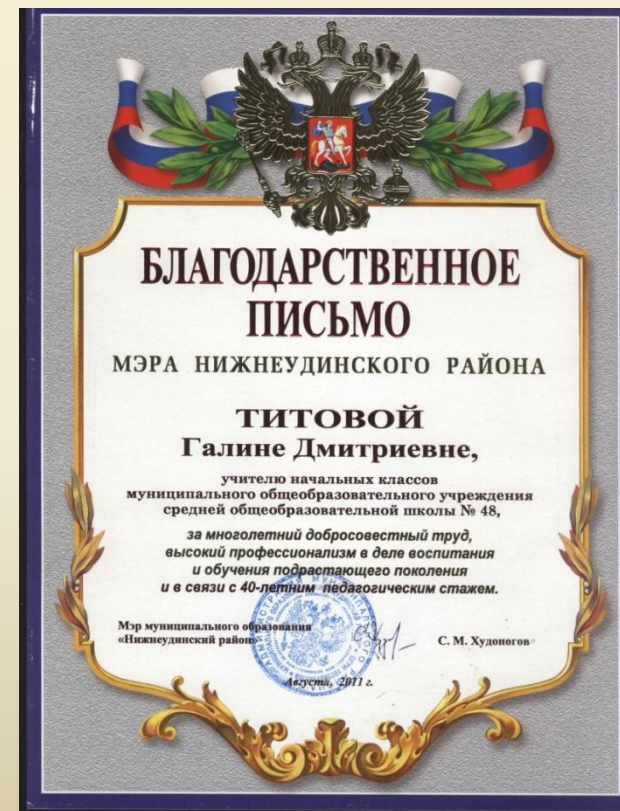 БЛАГОДАРСТВЕННОЕ
ПИСЬМО
МЭРА НИЖНЕУДИНСКОГО РАЙОНА
ТИТОВОЙ
Галине Дмитриевне,
учителю начальных классов
муниципального общеобразовательного учреждения
средней общеобразовательной школы № 48,
за многолетний добросовестный труд,
высокий профессионализм в деле воспитания
и обучения подрастающего поколения
и в связи с 40-летним педагогическим стажем.
Мэр муниципального образования
«Нижнеудинский район»
С. М. Худоногов
Августа, 2011 г.